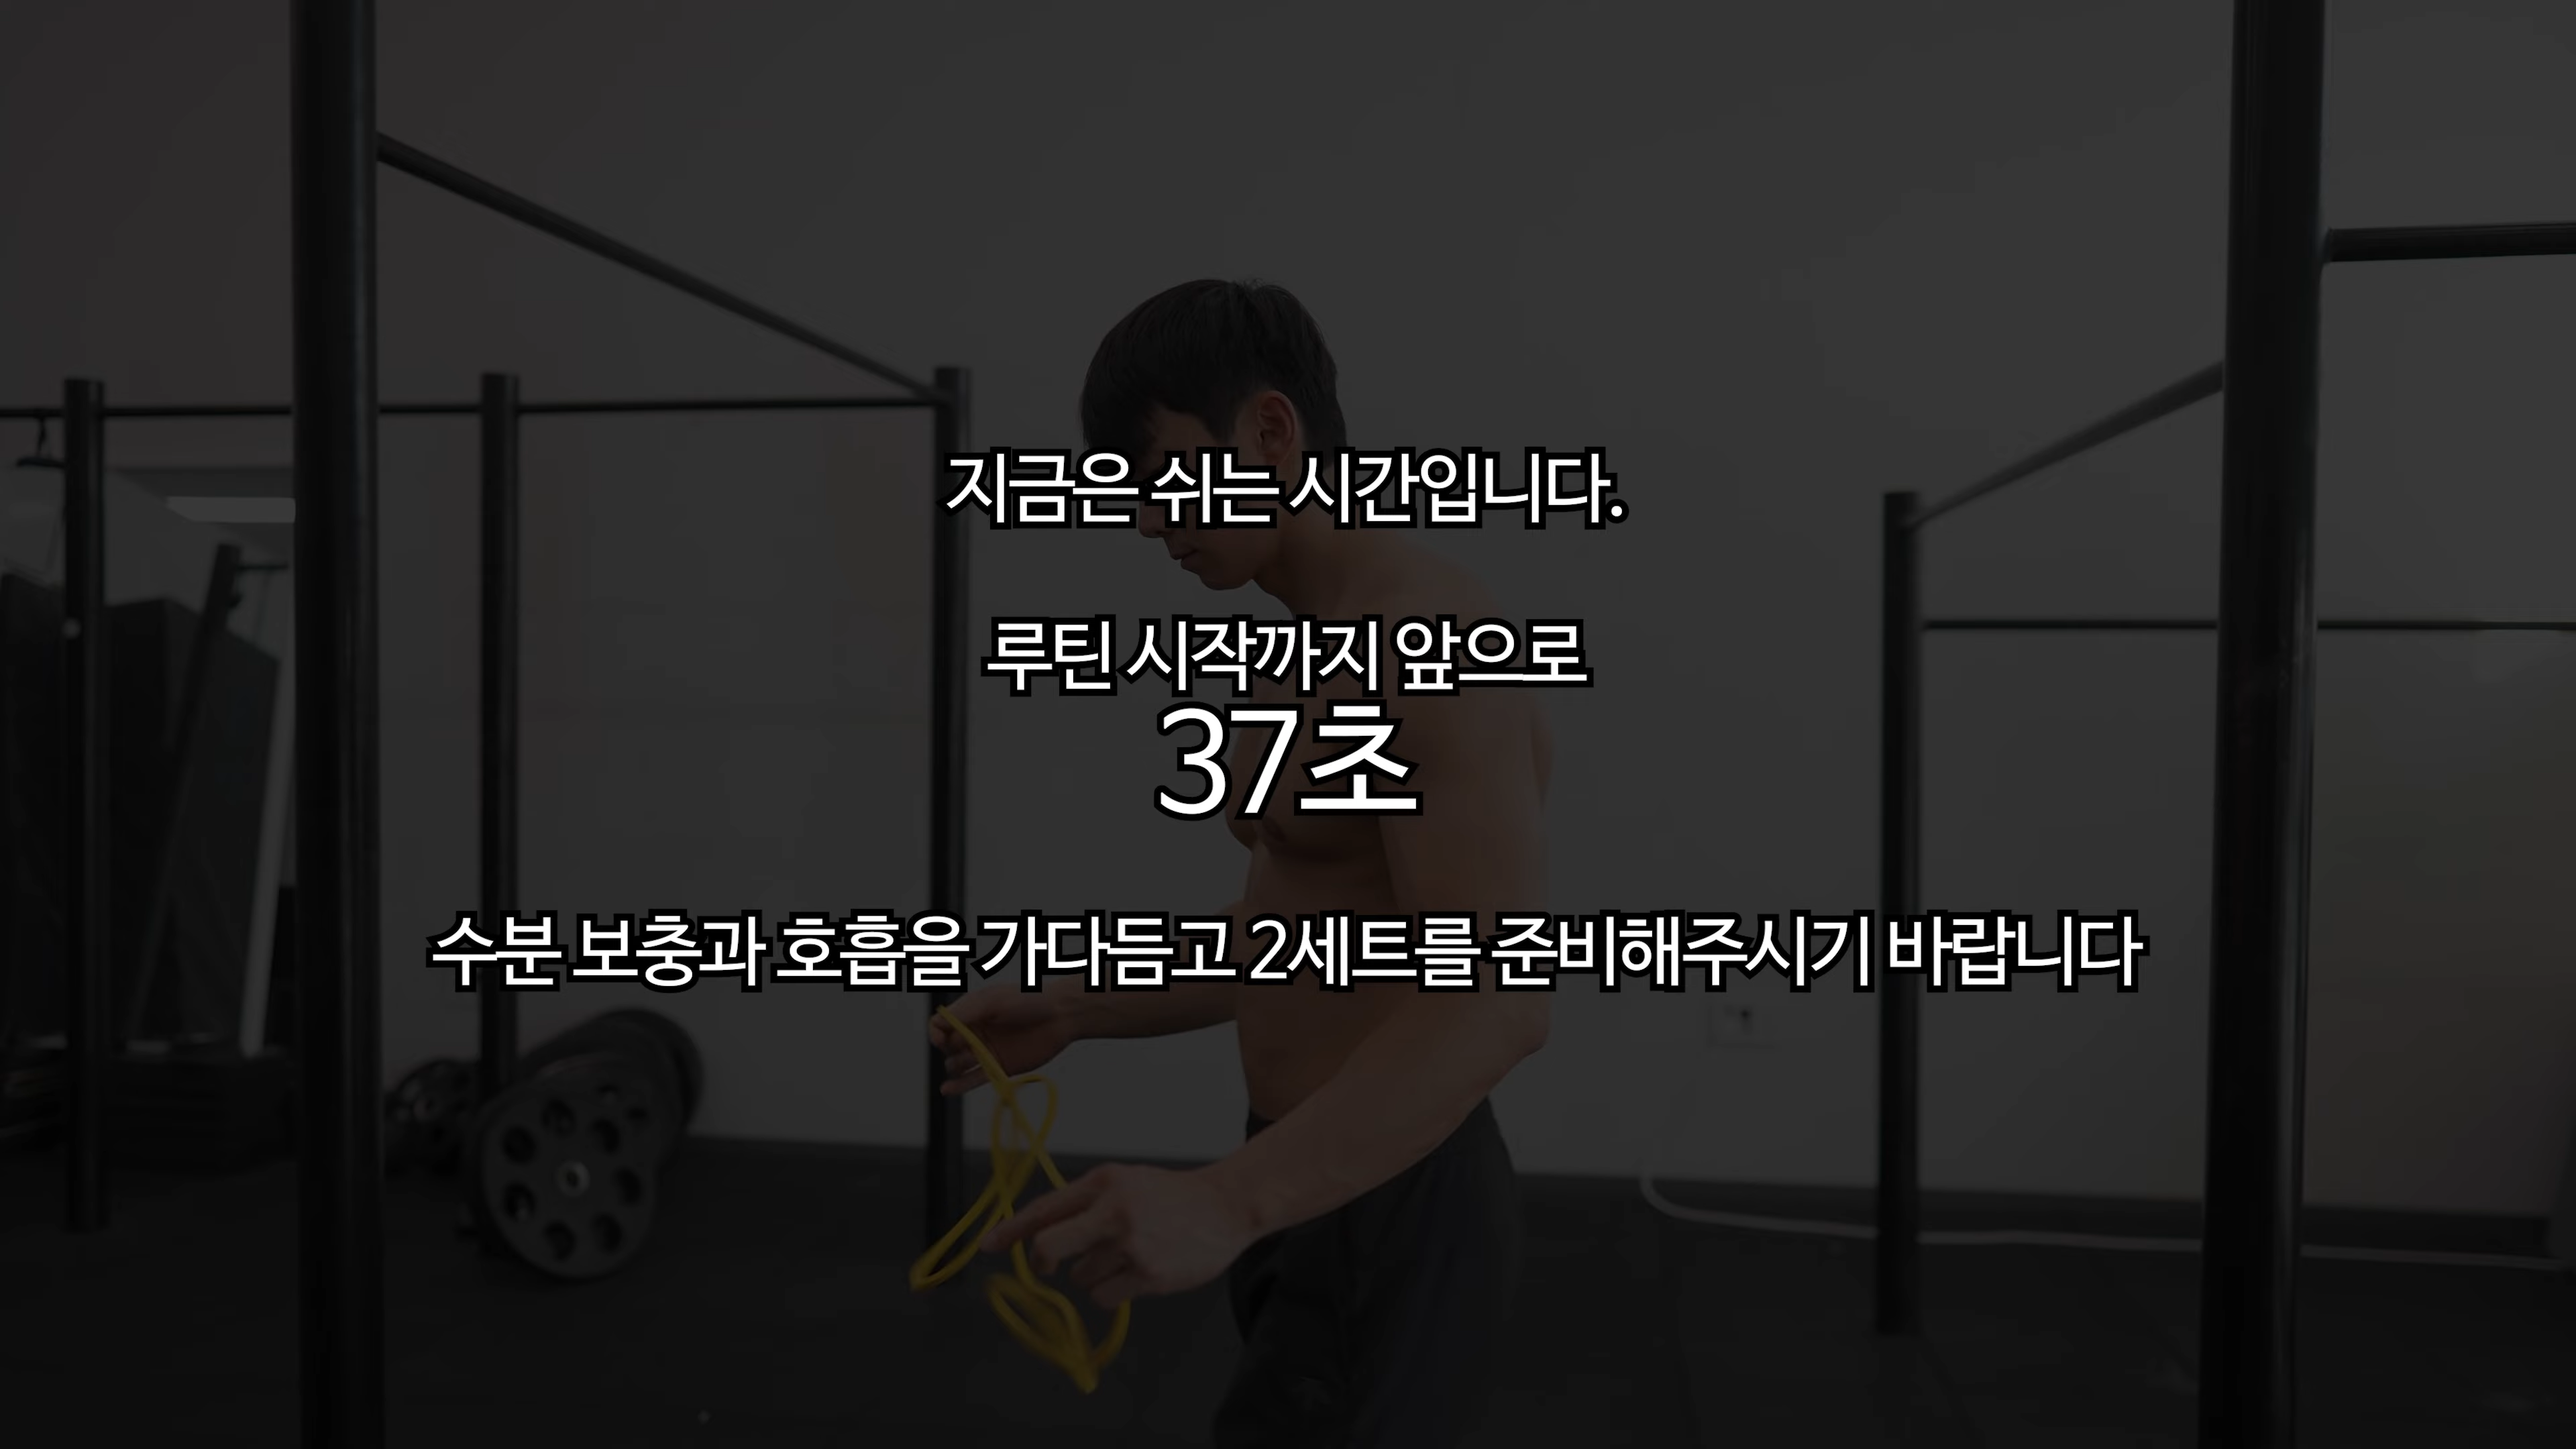 지금은 쉬는 시간입니다.
루틴 시작까지 앞으로
37초
수분 보충과 호흡을 가다듬고 2세트를 준비해주시기 바랍니다